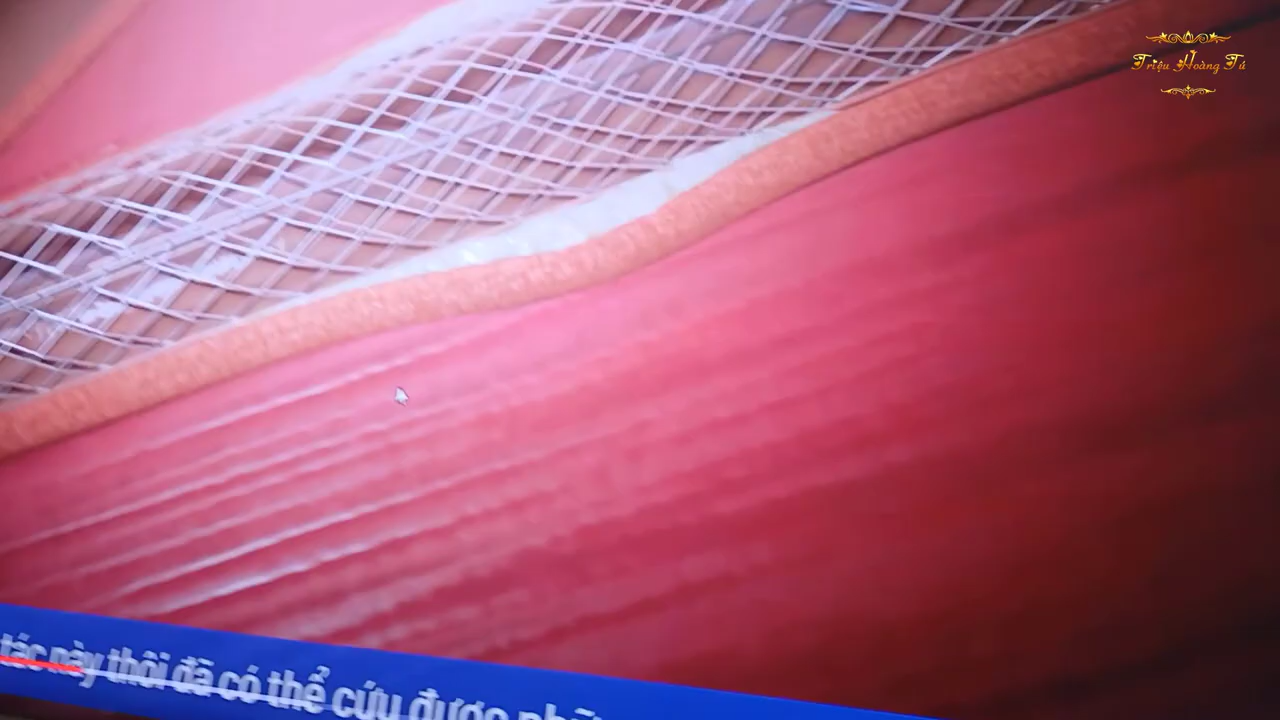 Triệu Hoàng Tú
tác này thôi đã có thể cứu được